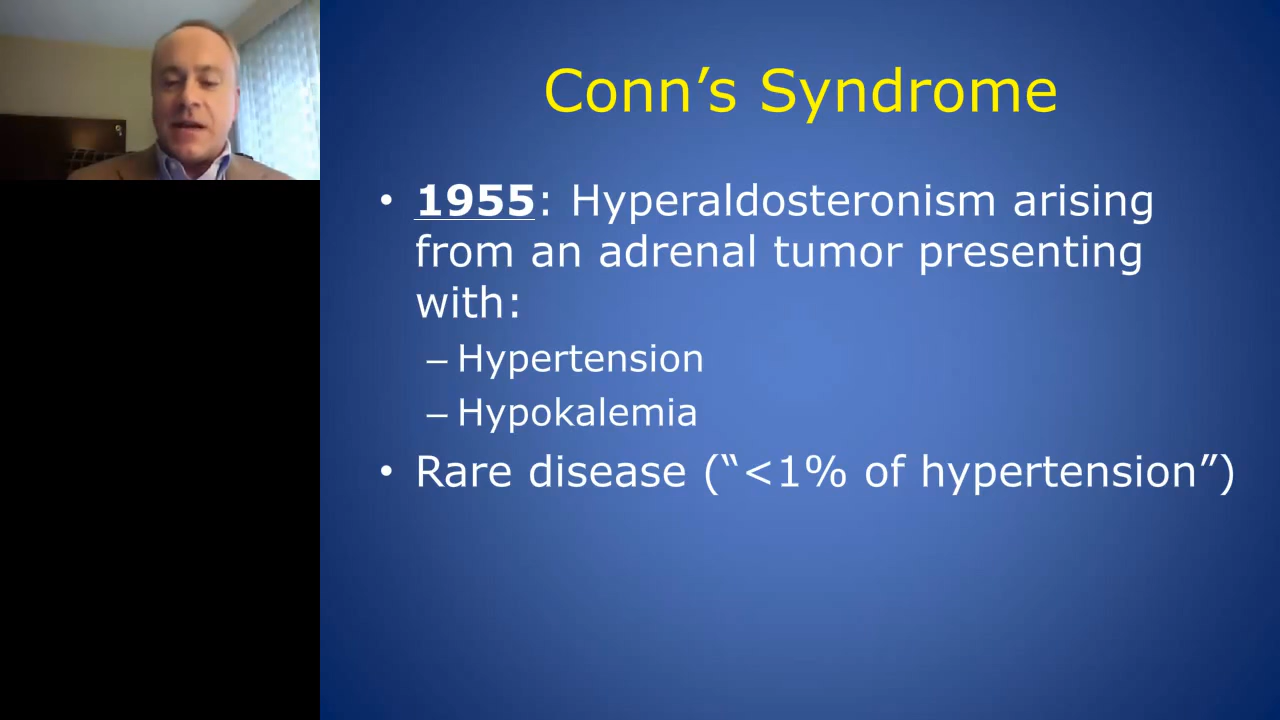 Conn’s Syndrome
• 1955: Hyperaldosteronism arising
from an adrenal tumor presenting
with:
– Hypertension
– Hypokalemia
• Rare disease (“<1% of hypertension”)